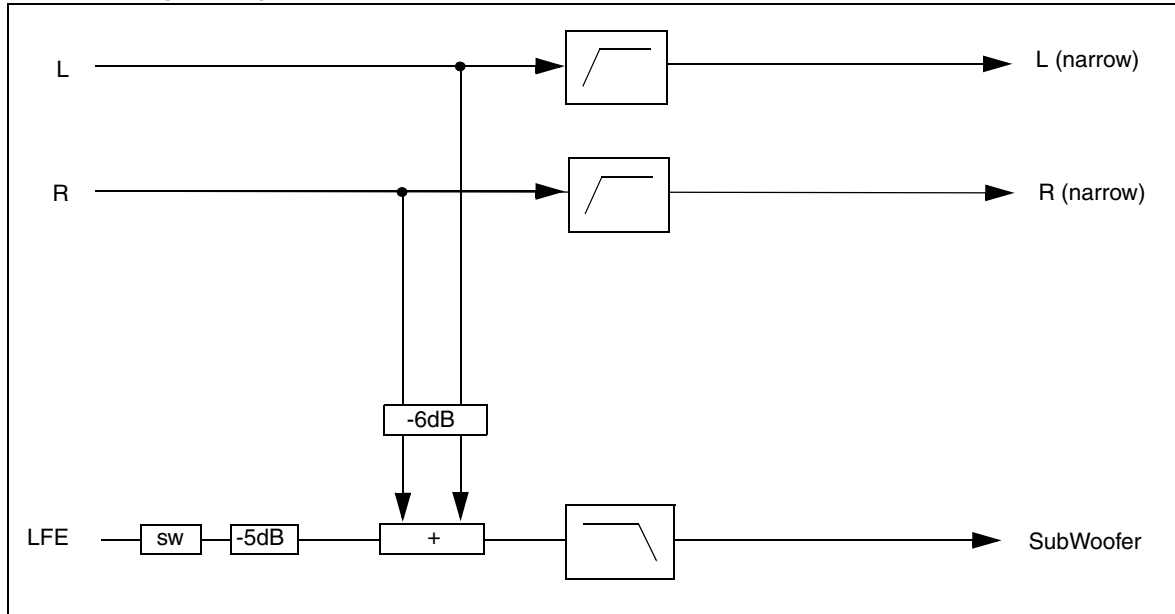 L
L (narrow)
R
R (narrow)
-6dB
LFE
sw
-5dB
+
SubWoofer